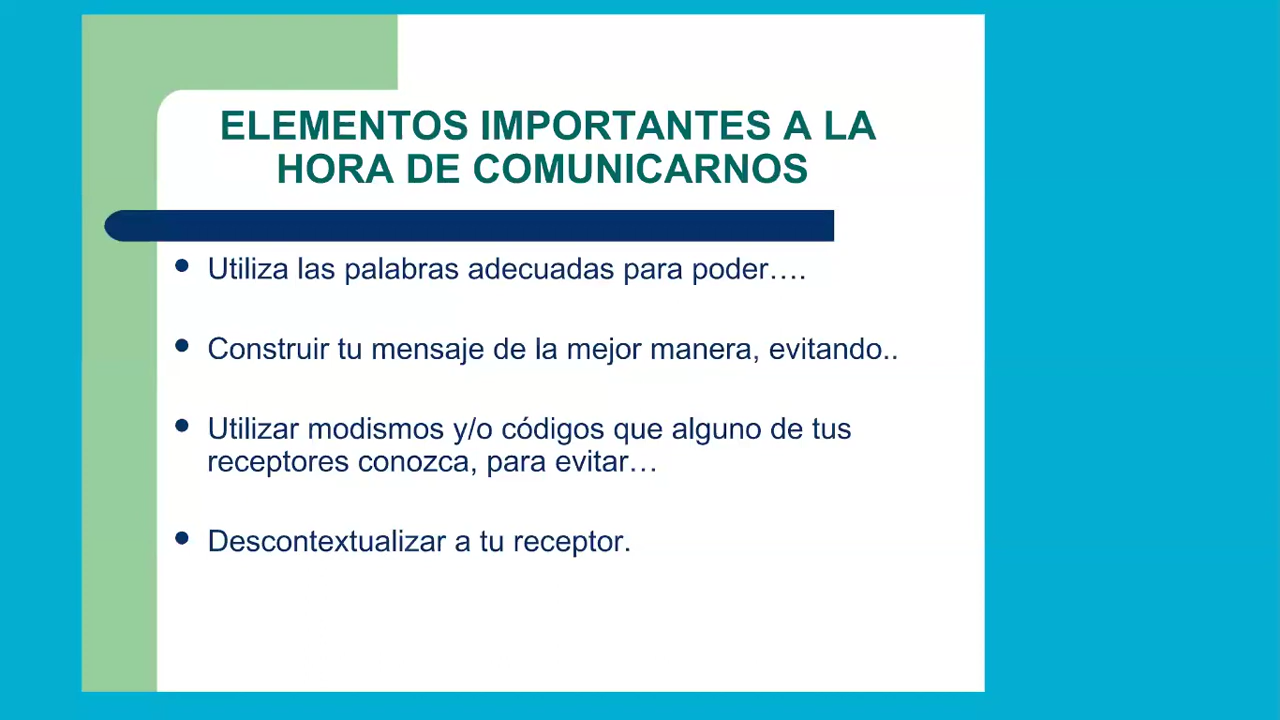 ELEMENTOS IMPORTANTES A LA
HORA DE COMUNICARNOS
• Utiliza las palabras adecuadas para poder….
• Construir tu mensaje de la mejor manera, evitando..
• Utilizar modismos y/o códigos que alguno de tus
receptores conozca, para evitar…
• Descontextualizar a tu receptor.